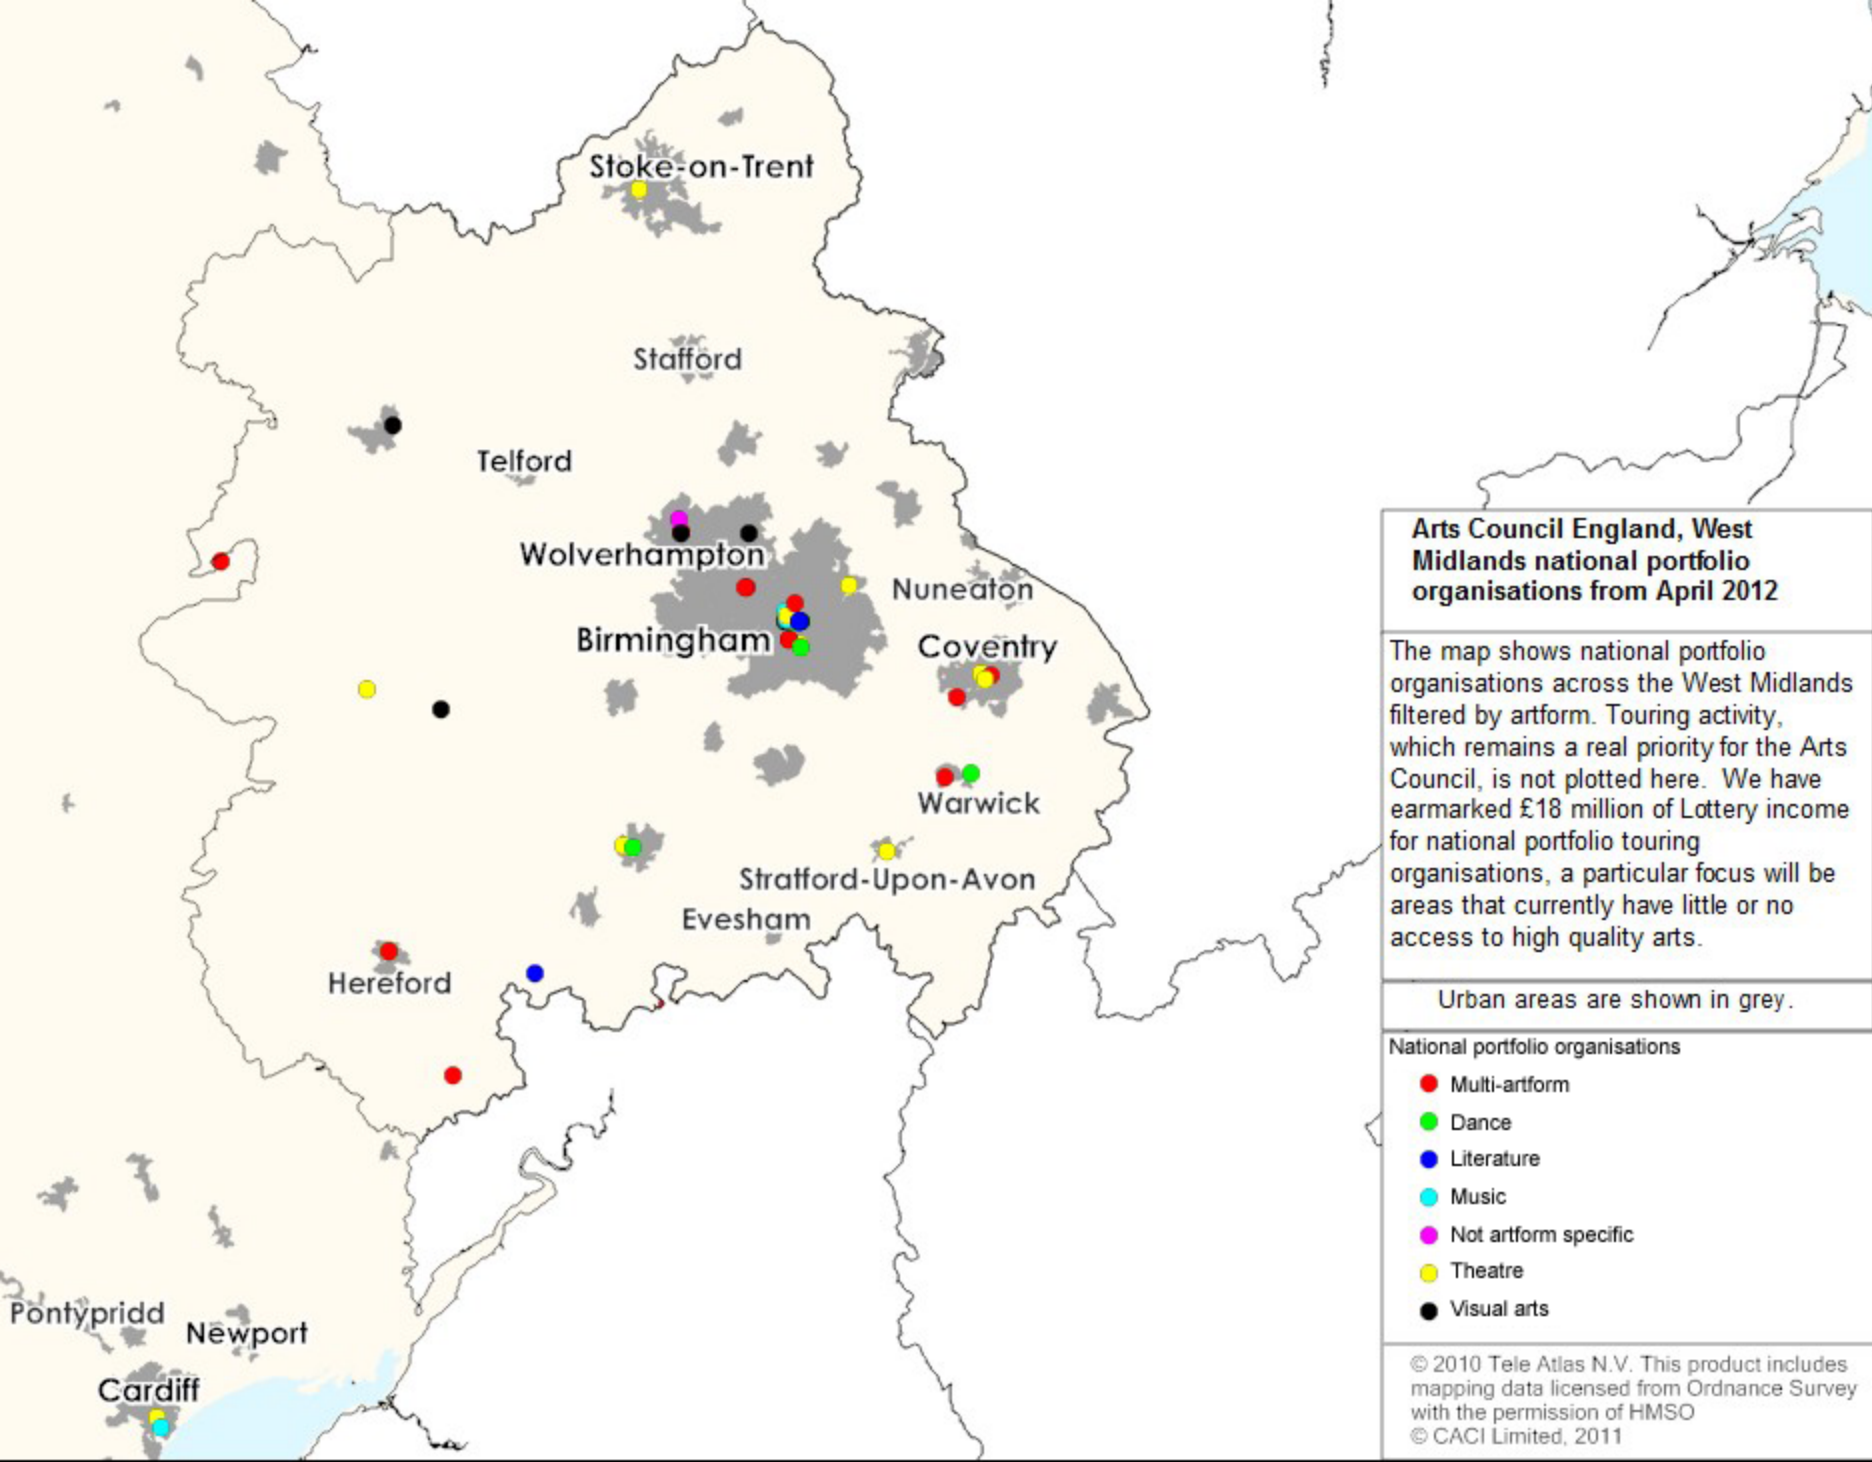 Stoke-on-Trent
Stafford
Telford
Wolverhampton
Nuneaton
Birmingham
Coventry
Warwick
Stratford-Upon-Avon
Evesham
Hereford
Pontypridd
Newport
Cardiff
Arts Council England, West
Midlands national portfolio
organisations from April 2012
The map shows national portfolio
organisations across the West Midlands
filtered by artform. Touring activity,
which remains a real priority for the Arts
Council, is not plotted here. We have
earmarked £18 million of Lottery income
for national portfolio touring
organisations, a particular focus will be
areas that currently have little or no
access to high quality arts.
Urban areas are shown in grey.
National portfolio organisations
Multi-artform
Dance
Literature
Music
Not artform specific
Theatre
Visual arts
© 2010 Tele Atlas N.V. This product includes
mapping data licensed from Ordnance Survey
with the permission of HMSO
© CACI Limited, 2011